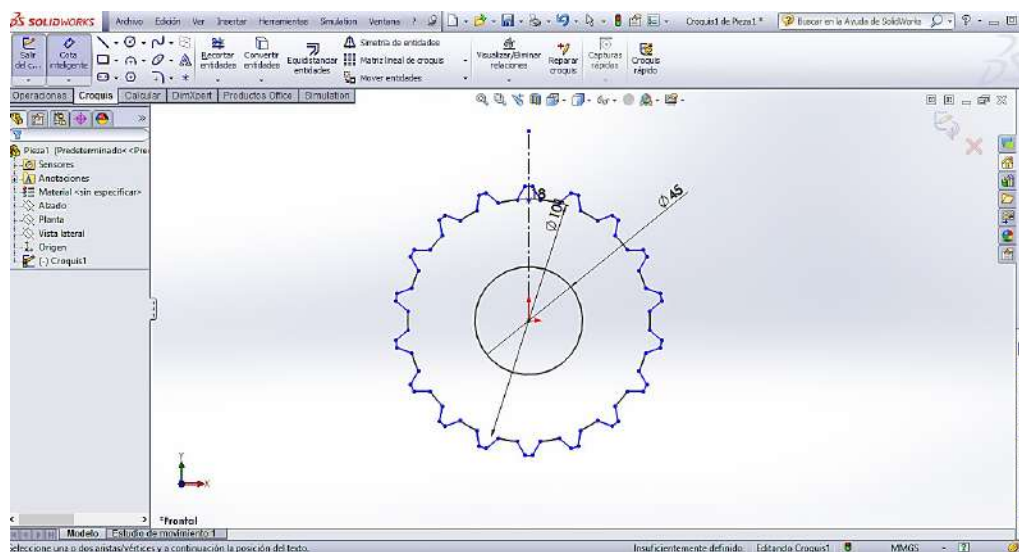 SOLIDWORKS Archivo Edición Ver Insertar Herramientas Simulation Ventana ? Croquis1 de Pieza1 * Buscar en la Ayuda de SolidWorks
Salir del c... Cota inteligente Recortar entidades Convertir entidades Equidistanciar entidades Simetría de entidades Matriz lineal de croquis Mover entidades Visualizar/Eliminar relaciones Reparar croquis Capturas rápidas Croquis rápido
Operaciones Croquis Calcular DimXpert Productos Office Simulation
Pieza1 (Predeterminado< <Pre
Sensores
Anotaciones
Material <sin especificar>
Alzado
Planta
Vista lateral
Origen
(-) Croquis1
Ø 45
Y
X
*Frontal
Modelo Estudio de movimiento 1
Seleccione una o dos aristas/vértices y a continuación la posición del texto. Insuficientemente definido Editando Croquis1 MMGS